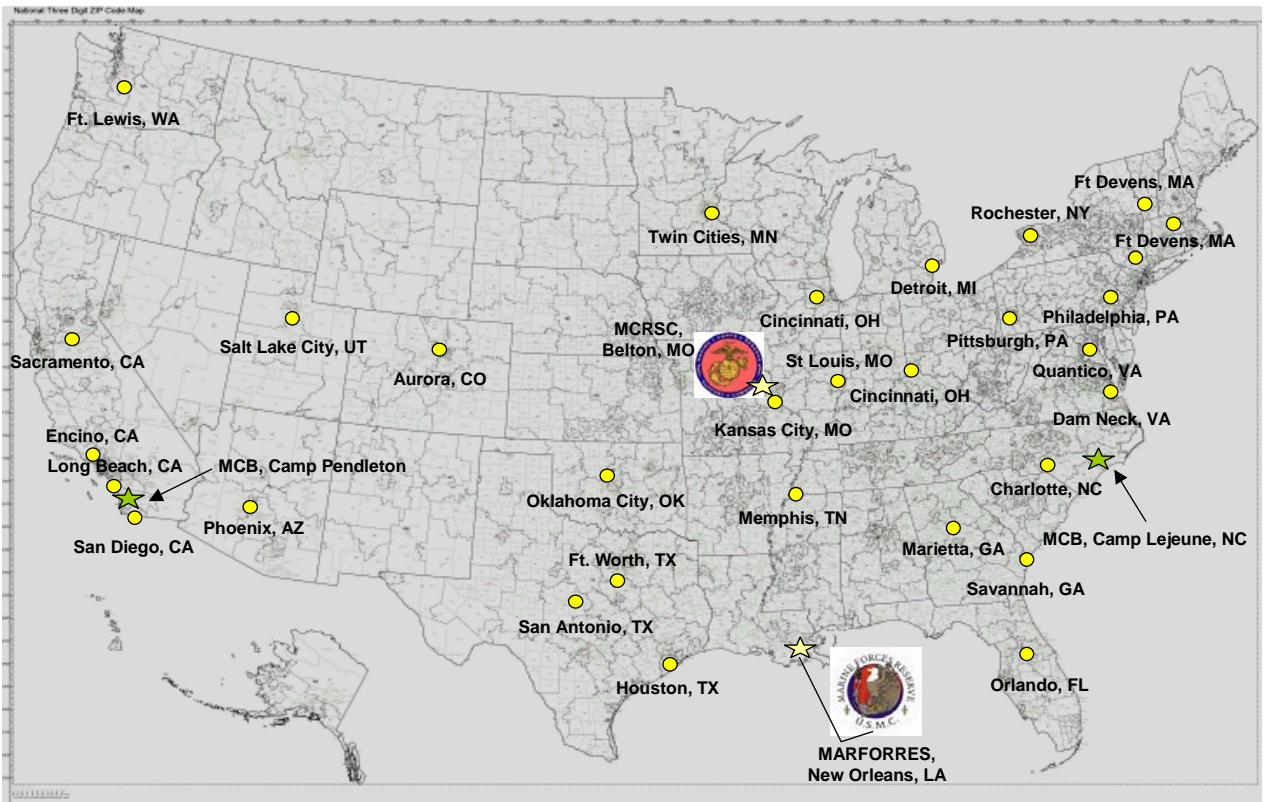 National Three Digit ZIP Code Map
Ft. Lewis, WA
Ft Devens, MA
Rochester, NY
Twin Cities, MN
Ft Devens, MA
Detroit, MI
Cincinnati, OH
Philadelphia, PA
MCRSC,
Belton, MO
Pittsburgh, PA
Salt Lake City, UT
Sacramento, CA
St Louis, MO
Quantico, VA
Aurora, CO
Cincinnati, OH
Dam Neck, VA
Kansas City, MO
Encino, CA
Long Beach, CA
MCB, Camp Pendleton
Charlotte, NC
Oklahoma City, OK
Memphis, TN
Phoenix, AZ
San Diego, CA
Marietta, GA
MCB, Camp Lejeune, NC
Ft. Worth, TX
Savannah, GA
San Antonio, TX
MARINE FORCES RESERVE
U.S.M.C.
Houston, TX
Orlando, FL
MARFORRES,
New Orleans, LA